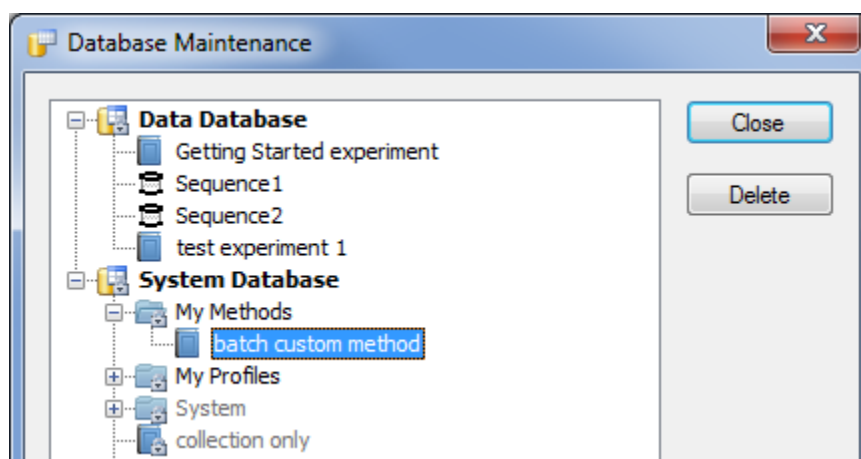 Database Maintenance
Data Database
Getting Started experiment
Sequence1
Sequence2
test experiment 1
System Database
My Methods
batch custom method
My Profiles
System
collection only
Close
Delete